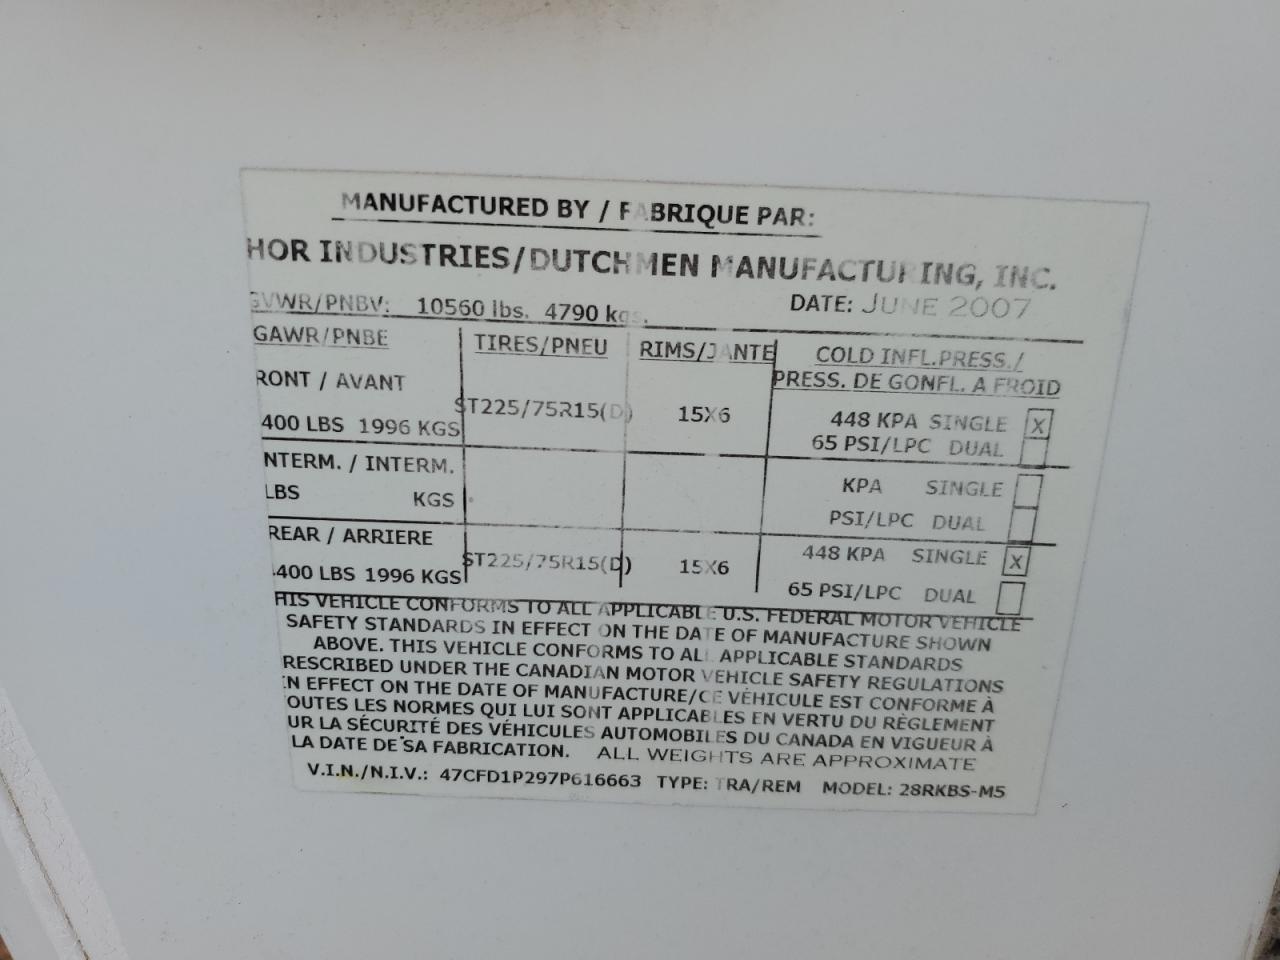 MANUFACTURED BY / FABRIQUE PAR:
HOR INDUSTRIES/DUTCHMEN MANUFACTURING, INC.
GVWR/PNBV: 10560 lbs. 4790 kgs. DATE: JUNE 2007
GAWR/PNBE TIRES/PNEU RIMS/JANTE COLD INFL.PRESS./
PRESS. DE GONFL. A FROID
RONT / AVANT
ST225/75R15(D) 15X6 448 KPA SINGLE X
400 LBS 1996 KGS 65 PSI/LPC DUAL
NTERM. / INTERM.
KPA SINGLE
LBS KGS
PSI/LPC DUAL
REAR / ARRIERE
ST225/75R15(D) 15X6 448 KPA SINGLE X
400 LBS 1996 KGS 65 PSI/LPC DUAL
HIS VEHICLE CONFORMS TO ALL APPLICABLE U.S. FEDERAL MOTOR VEHICLE
SAFETY STANDARDS IN EFFECT ON THE DATE OF MANUFACTURE SHOWN
ABOVE. THIS VEHICLE CONFORMS TO ALL APPLICABLE STANDARDS
RESCRIBED UNDER THE CANADIAN MOTOR VEHICLE SAFETY REGULATIONS
IN EFFECT ON THE DATE OF MANUFACTURE/CE VÉHICULE EST CONFORME À
OUTES LES NORMES QUI LUI SONT APPLICABLES EN VERTU DU RÈGLEMENT
UR LA SÉCURITÉ DES VÉHICULES AUTOMOBILES DU CANADA EN VIGUEUR À
LA DATE DE SA FABRICATION. ALL WEIGHTS ARE APPROXIMATE
V.I.N./N.I.V.: 47CFD1P297P616663 TYPE: TRA/REM MODEL: 28RKBS-M5